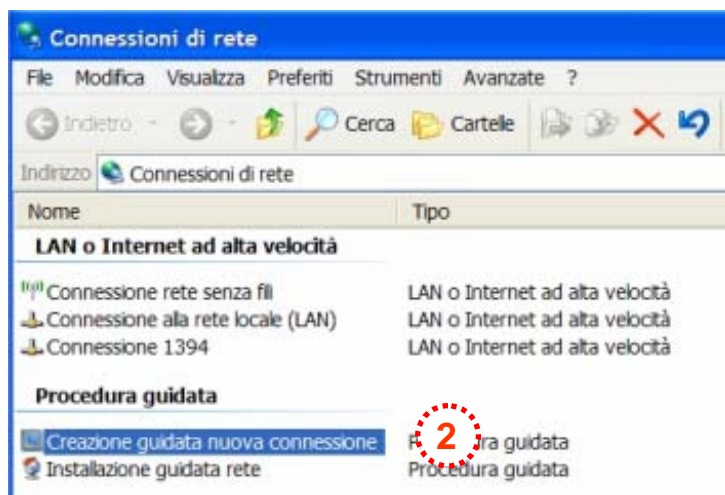 Connessioni di rete
File Modifica Visualizza Preferiti Strumenti Avanzate ?
Indietro Cerca Cartelle
Indirizzo Connessioni di rete
Nome Tipo
LAN o Internet ad alta velocità
Connessione rete senza fili LAN o Internet ad alta velocità
Connessione alla rete locale (LAN) LAN o Internet ad alta velocità
Connessione 1394 LAN o Internet ad alta velocità
Procedura guidata
Creazione guidata nuova connessione 2 guidata
Installazione guidata rete Procedura guidata